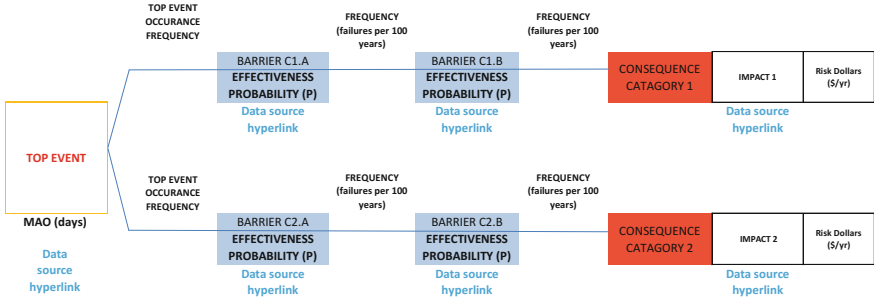 TOP EVENT
OCCURANCE
FREQUENCY
FREQUENCY
(failures per 100
years)
FREQUENCY
(failures per 100
years)
BARRIER C1.A
EFFECTIVENESS
PROBABILITY (P)
Data source
hyperlink
BARRIER C1.B
EFFECTIVENESS
PROBABILITY (P)
Data source
hyperlink
CONSEQUENCE
CATAGORY 1
IMPACT 1
Risk Dollars
($/yr)
Data source
hyperlink
TOP EVENT
MAO (days)
Data
source
hyperlink
TOP EVENT
OCCURANCE
FREQUENCY
FREQUENCY
(failures per 100
years)
FREQUENCY
(failures per 100
years)
BARRIER C2.A
EFFECTIVENESS
PROBABILITY (P)
Data source
hyperlink
BARRIER C2.B
EFFECTIVENESS
PROBABILITY (P)
Data source
hyperlink
CONSEQUENCE
CATAGORY 2
IMPACT 2
Risk Dollars
($/yr)
Data source
hyperlink